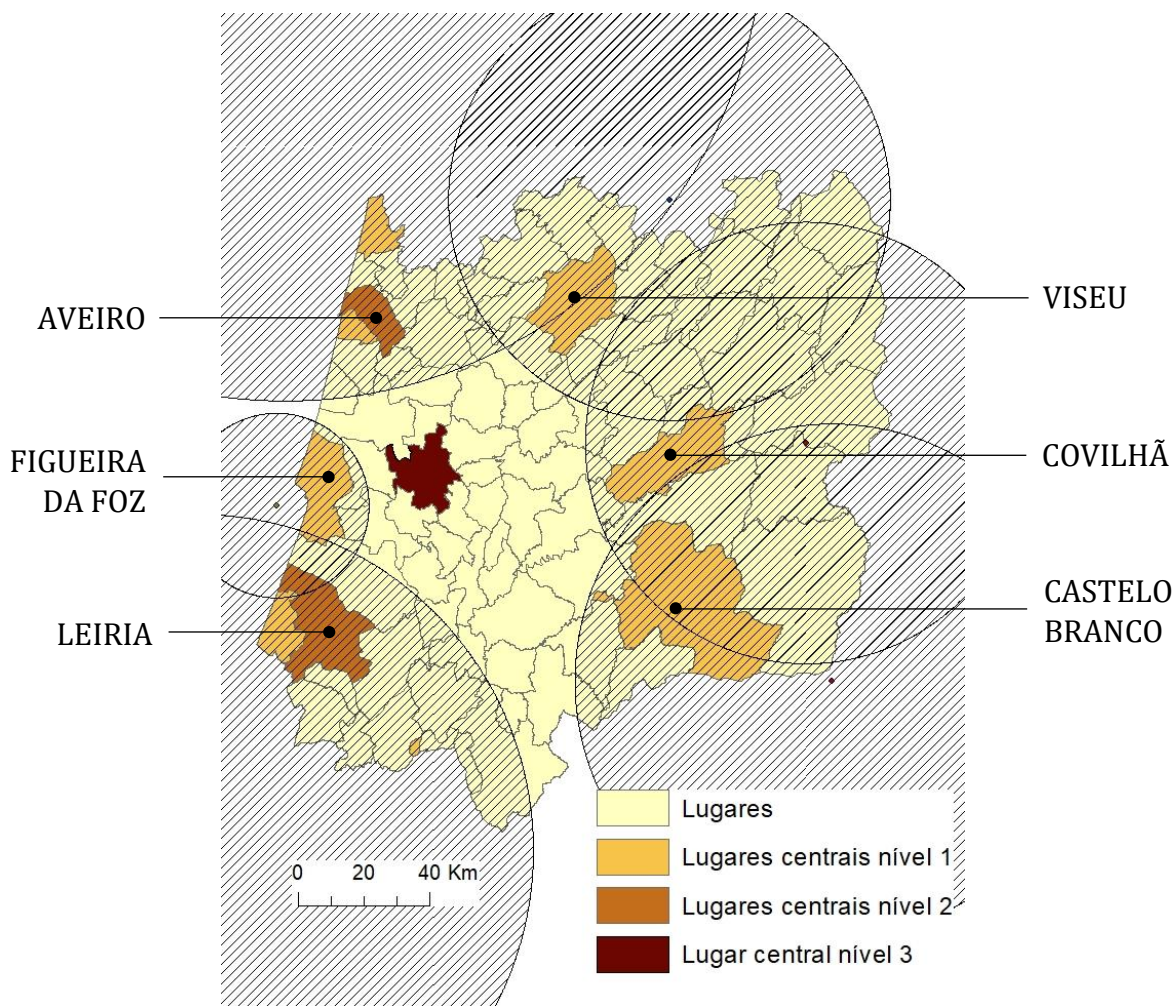 AVEIRO
VISEU
FIGUEIRA
DA FOZ
COVILHÃ
LEIRIA
CASTELO
BRANCO
0 20 40 Km
Lugares
Lugares centrais nível 1
Lugares centrais nível 2
Lugar central nível 3